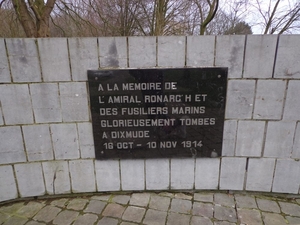 A LA MEMOIRE DE
L'AMIRAL RONARC'H ET
DES FUSILIERS MARINS
GLORIEUSEMENT TOMBES
A DIXMUDE
16 OCT - 10 NOV 1914